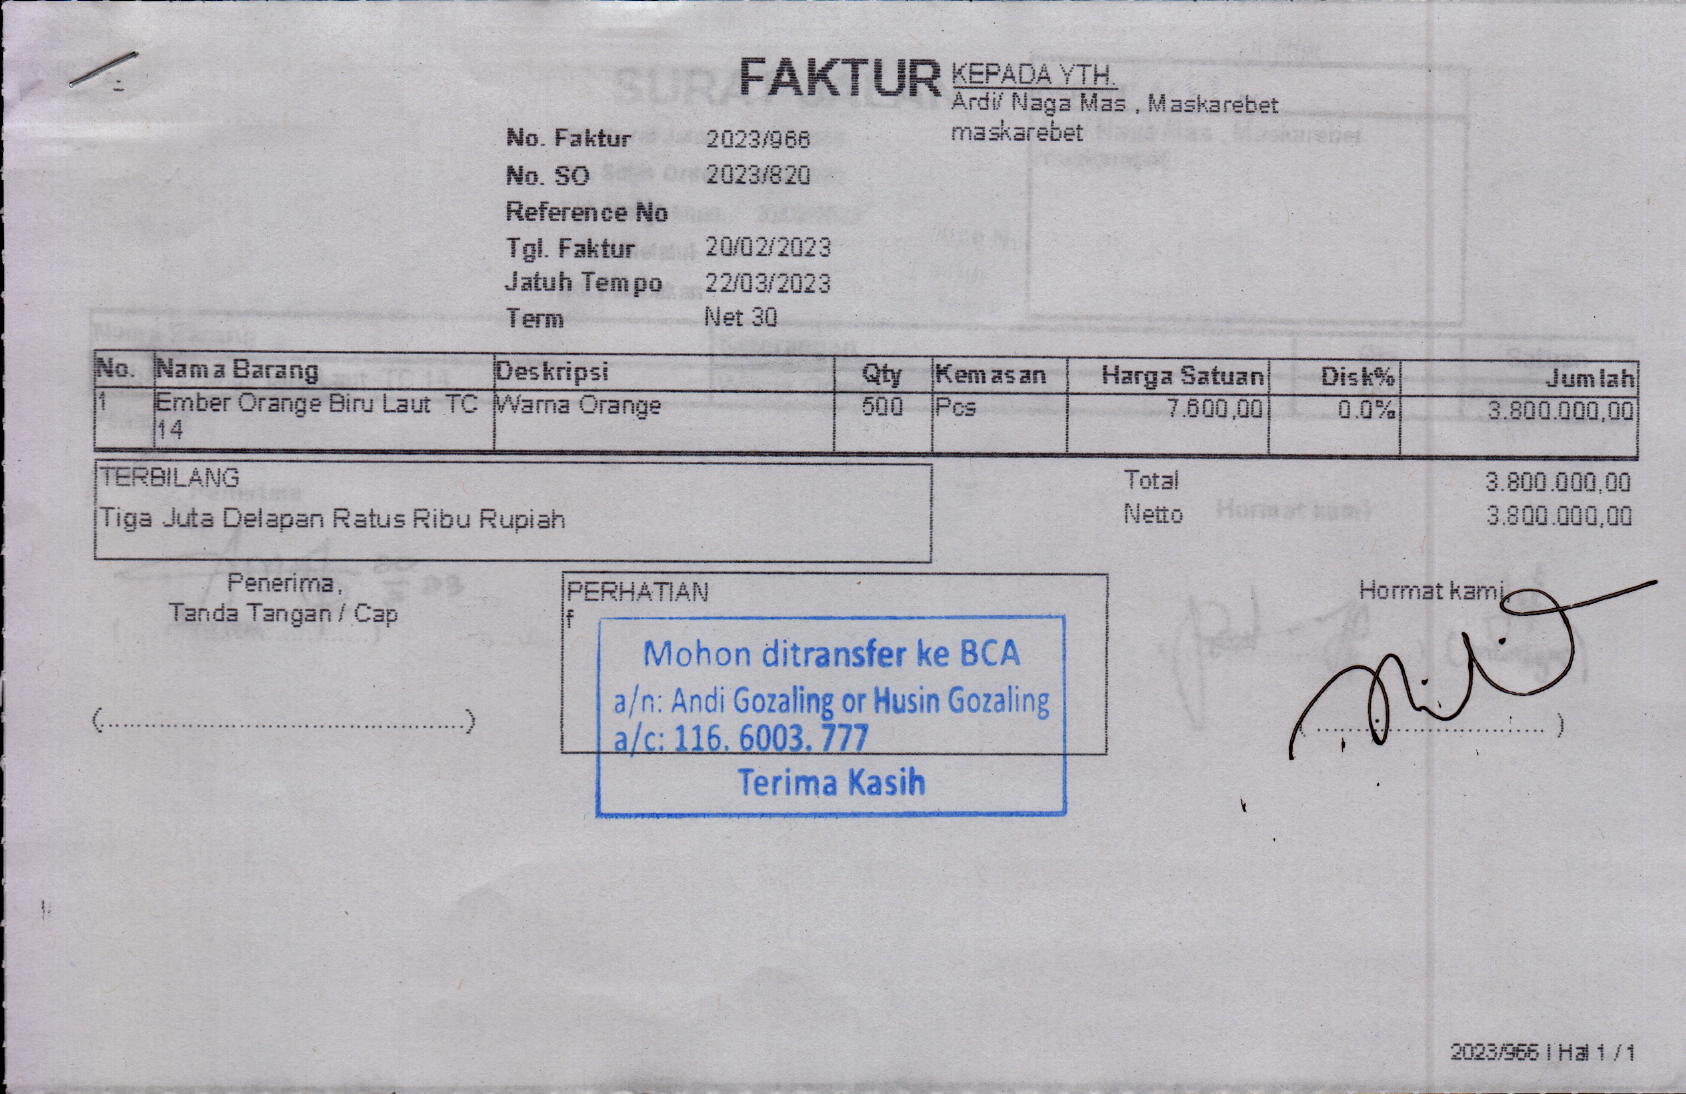 FAKTUR
KEPADA YTH.
Ardi/ Naga Mas , Maskarebet
maskarebet
No. Faktur 2023/966
No. SO 2023/820
Reference No
Tgl. Faktur 20/02/2023
Jatuh Tempo 22/03/2023
Term Net 30
No. Nama Barang Deskripsi Qty Kemasan Harga Satuan Disk% Jumlah
1 Ember Orange Biru Laut TC Warna Orange 500 Pcs 7.600,00 0.0% 3.800.000,00
14
TERBILANG
Tiga Juta Delapan Ratus Ribu Rupiah
Total 3.800.000,00
Netto 3.800.000,00
Penerima,
Tanda Tangan / Cap
(....................................................)
PERHATIAN
f
Mohon ditransfer ke BCA
a/n: Andi Gozaling or Husin Gozaling
a/c: 116. 6003. 777
Terima Kasih
Hormat kami,
(.................................... )
2023/966 | Hal 1 / 1